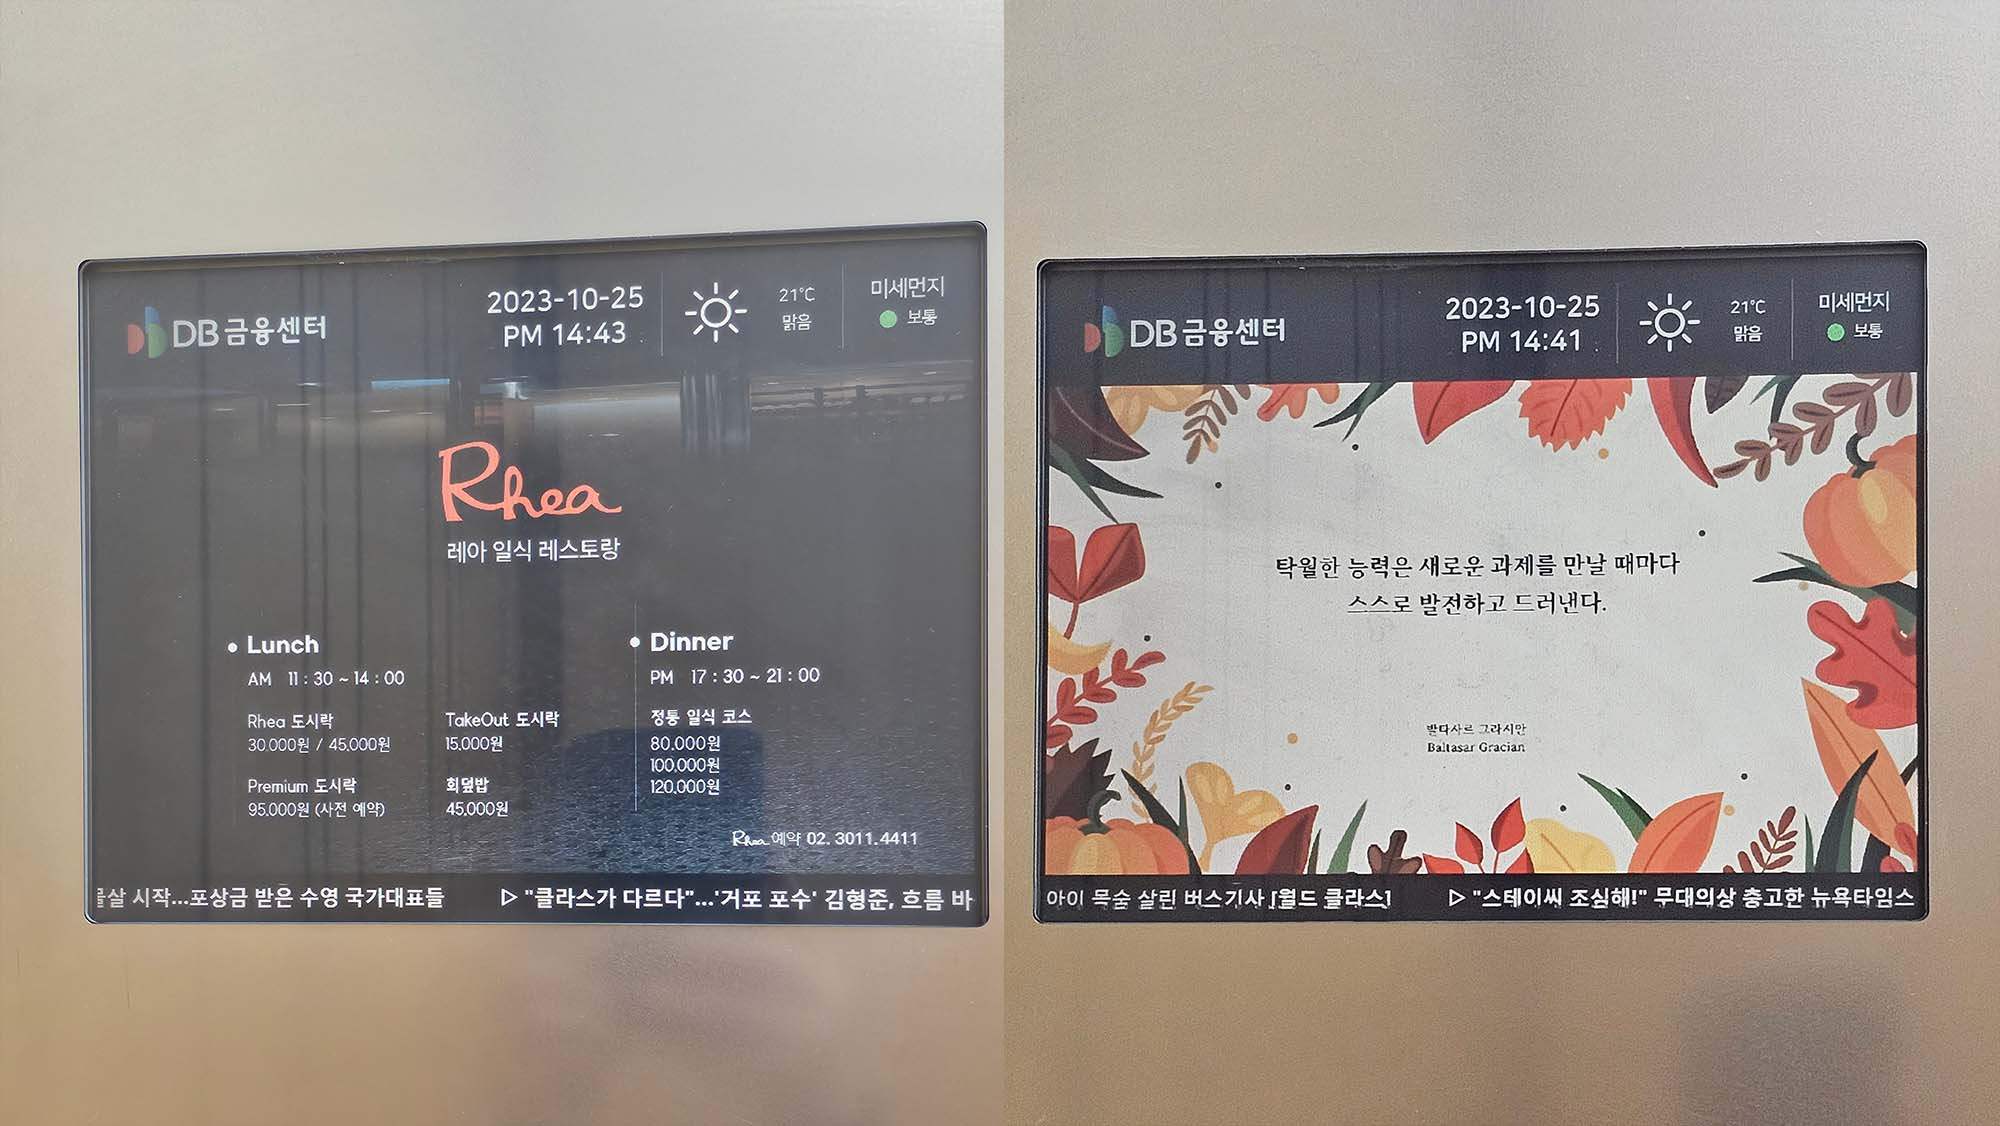 DB금융센터
2023-10-25
PM 14:43
21°C
맑음
미세먼지
보통
Rhea
레아 일식 레스토랑
Lunch
AM 11 : 30 ~ 14 : 00
Rhea 도시락
30.000원 / 45.000원
TakeOut 도시락
15.000원
Premium 도시락
95.000원 (사전 예약)
회덮밥
45.000원
Dinner
PM 17 : 30 ~ 21 : 00
정통 일식 코스
80.000원
100.000원
120.000원
Rhea 예약 02. 3011.4411
시작...포상금 받은 수영 국가대표들 ▷ "클라스가 다르다"...'거포 포수' 김형준, 흐름 바
DB금융센터
2023-10-25
PM 14:41
21°C
맑음
미세먼지
보통
탁월한 능력은 새로운 과제를 만날 때마다
스스로 발전하고 드러낸다.
발타사르 그라시안
Baltasar Gracian
아이 목숨 살린 버스기사 [월드 클라스] ▷ "스테이씨 조심해!" 무대의상 충고한 뉴욕타임스